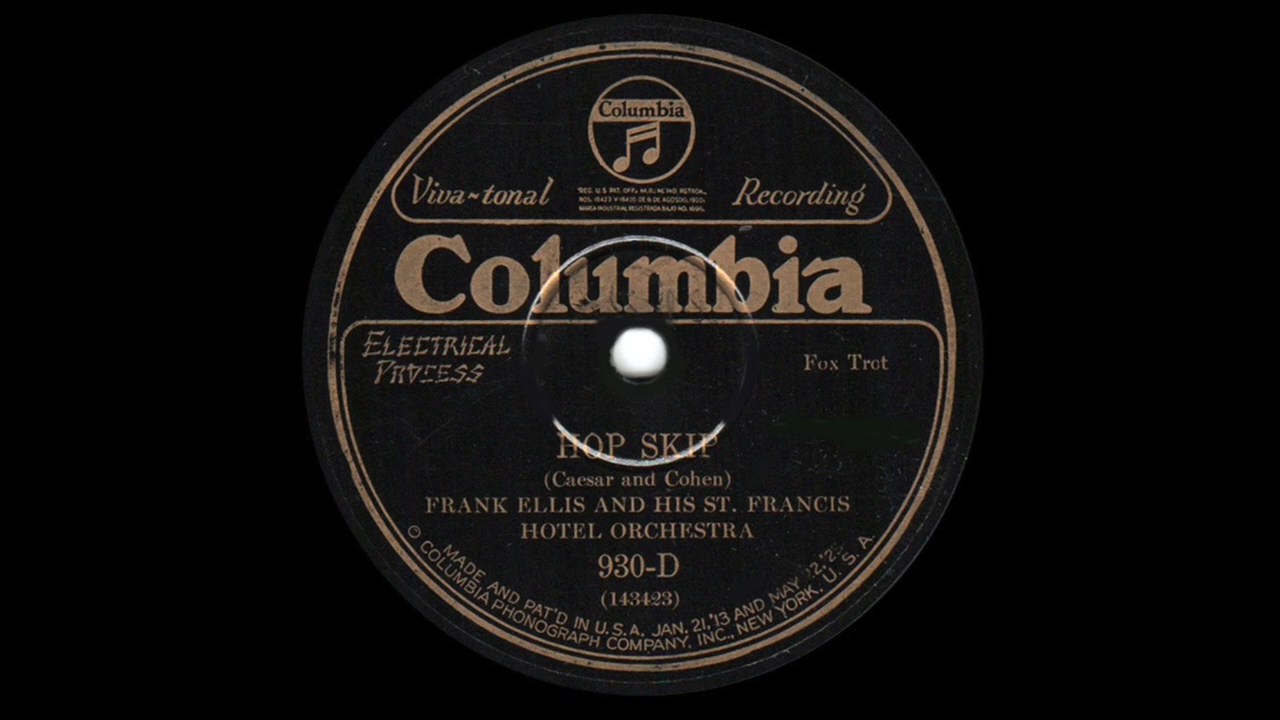 Columbia
Viva-tonal Recording
Columbia
ELECTRICAL
PROCESS
Fox Trot
HOP SKIP
(Caesar and Cohen)
FRANK ELLIS AND HIS ST. FRANCIS
HOTEL ORCHESTRA
930-D
(143423)
MADE AND PAT'D IN U.S.A. JAN. 21,'13 AND MAY 22,'23
© COLUMBIA PHONOGRAPH COMPANY, INC., NEW YORK, U. S. A.